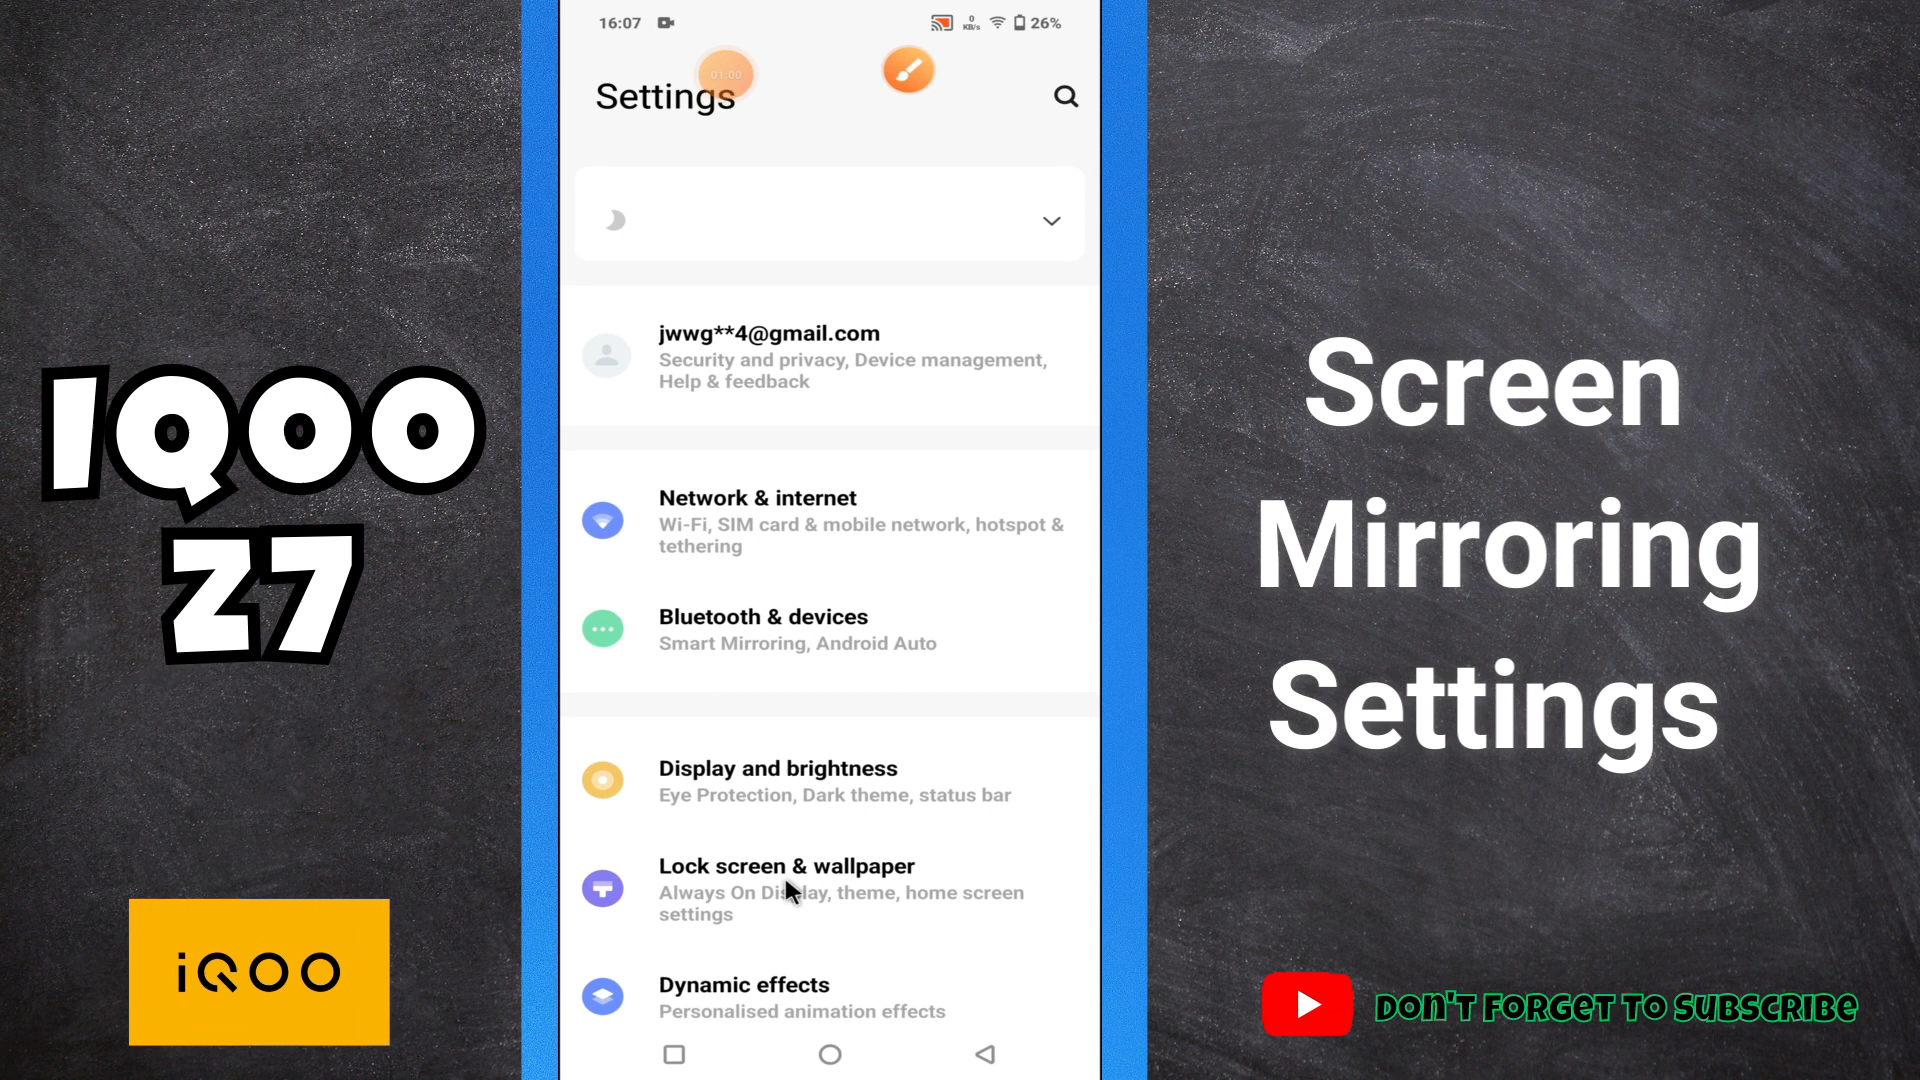 IQOO
Z7
iQOO
16:07
0
KB/s
26%
01:00
Settings
jwwg**4@gmail.com
Security and privacy, Device management,
Help & feedback
Network & internet
Wi-Fi, SIM card & mobile network, hotspot &
tethering
Bluetooth & devices
Smart Mirroring, Android Auto
Display and brightness
Eye Protection, Dark theme, status bar
Lock screen & wallpaper
Always On Display, theme, home screen
settings
Dynamic effects
Personalised animation effects
Screen
Mirroring
Settings
Don't forget to subscribe